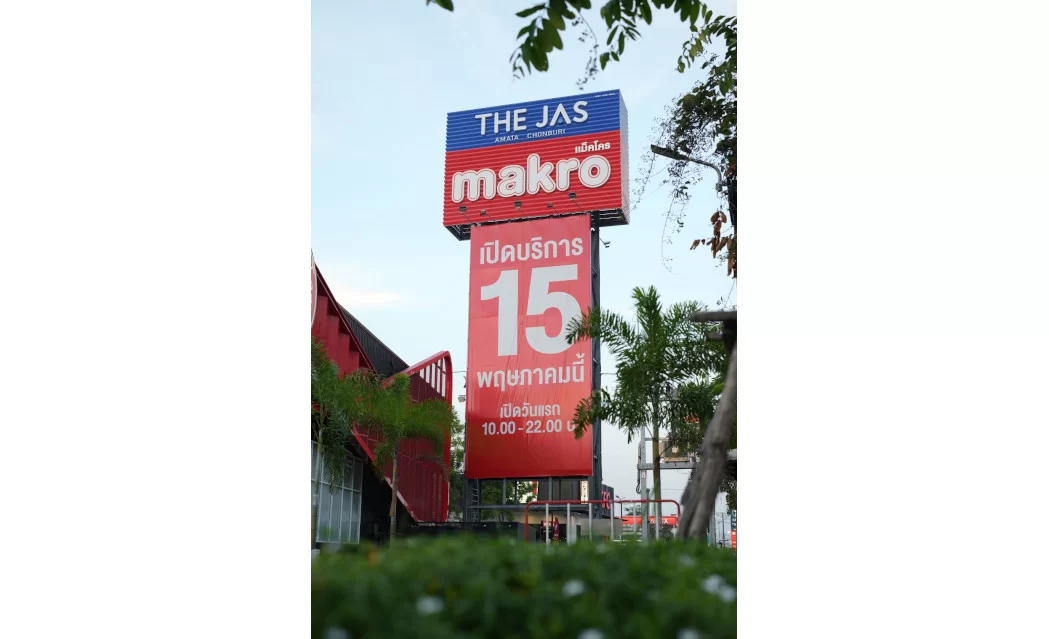 THE JAS
AMATA CHONBURI
แม็คโคร
makro
เปิดบริการ
15
พฤษภาคมนี้
เปิดวันแรก
10.00 - 22.00